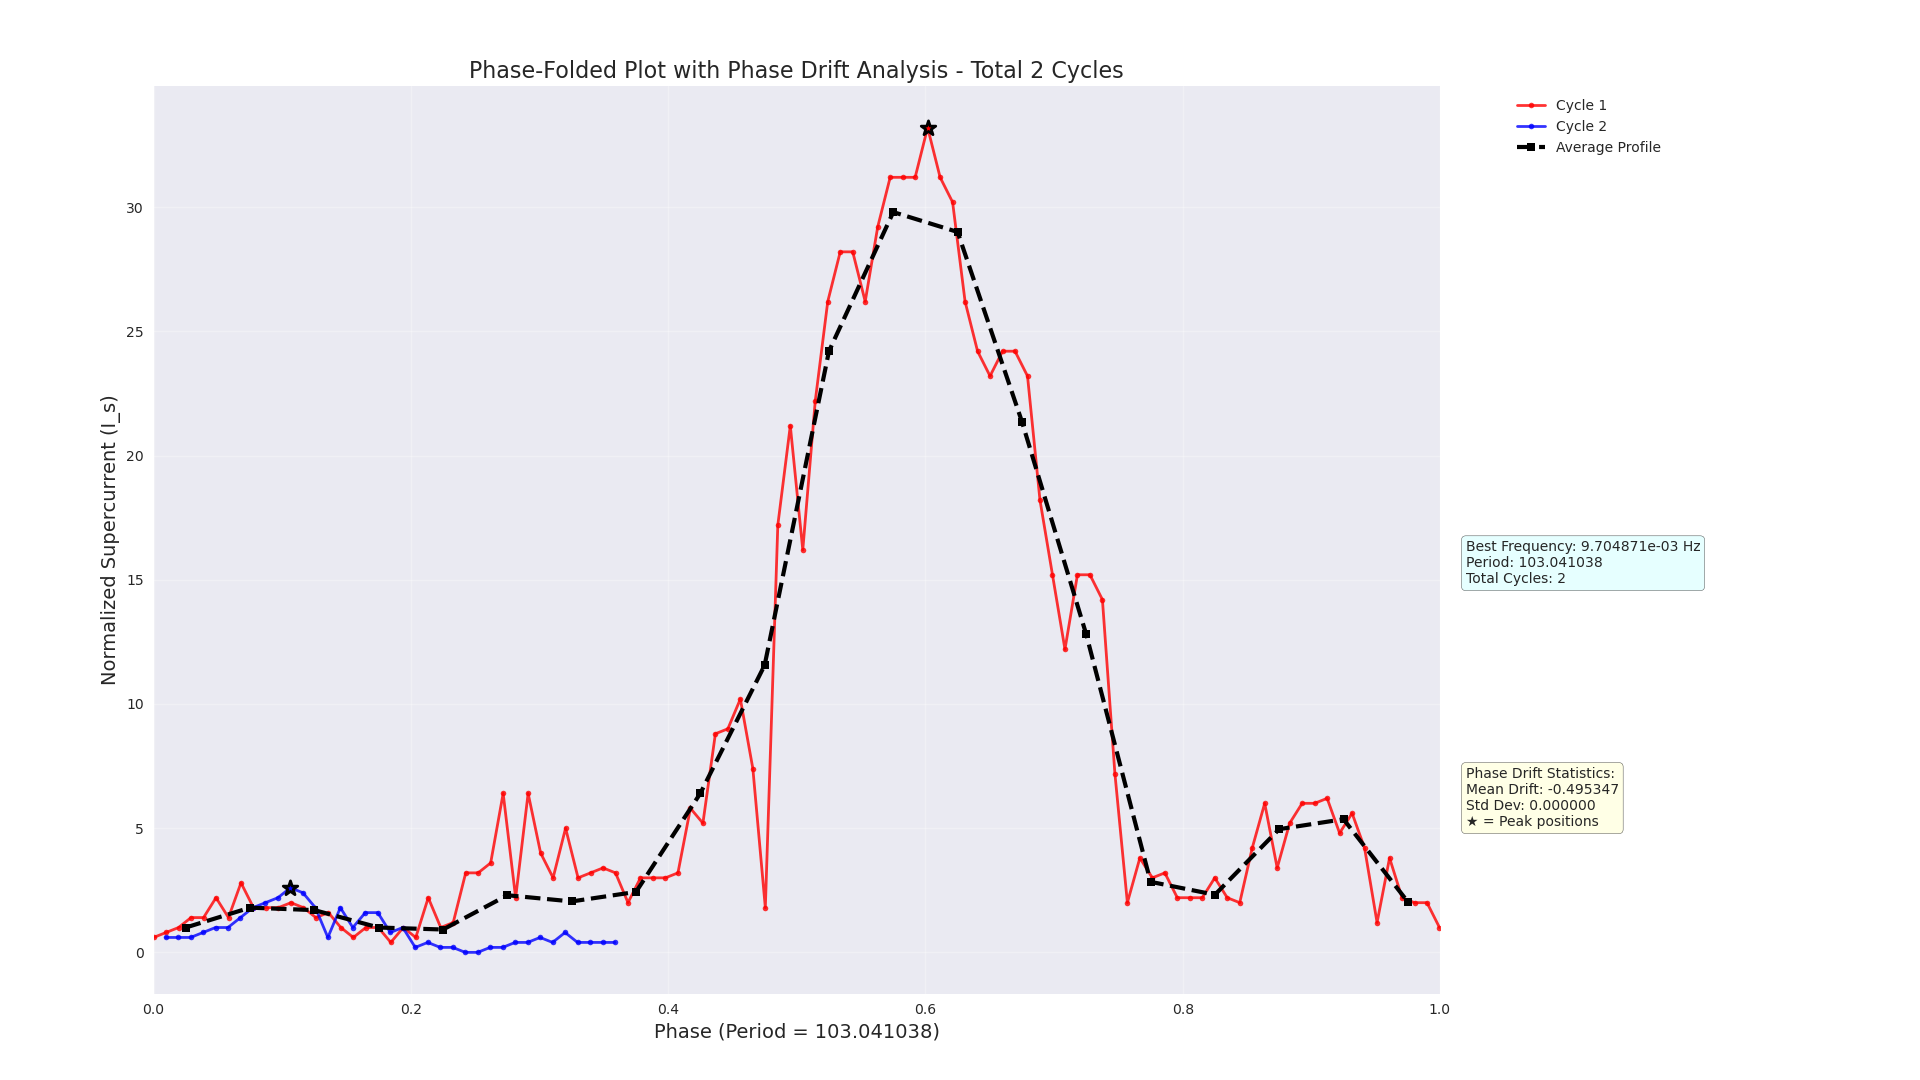 Phase-Folded Plot with Phase Drift Analysis - Total 2 Cycles
Cycle 1
Cycle 2
Average Profile
Normalized Supercurrent (I_s)
30
25
20
15
10
5
0
0.0
0.2
0.4
0.6
0.8
1.0
Phase (Period = 103.041038)
Best Frequency: 9.704871e-03 Hz
Period: 103.041038
Total Cycles: 2
Phase Drift Statistics:
Mean Drift: -0.495347
Std Dev: 0.000000
★ = Peak positions